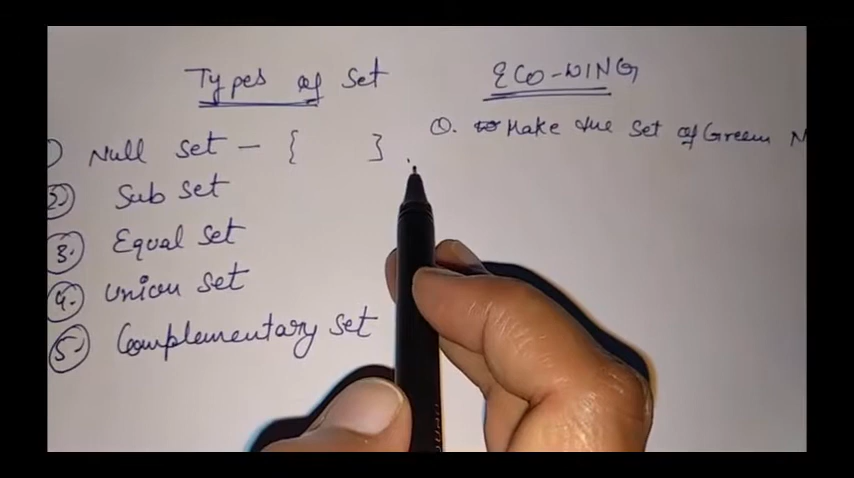 Types of Set
① Null Set - { }
② Sub Set
③ Equal Set
④ Union Set
⑤ Complementary Set
ECO-WING
Q. Make the Set of Green